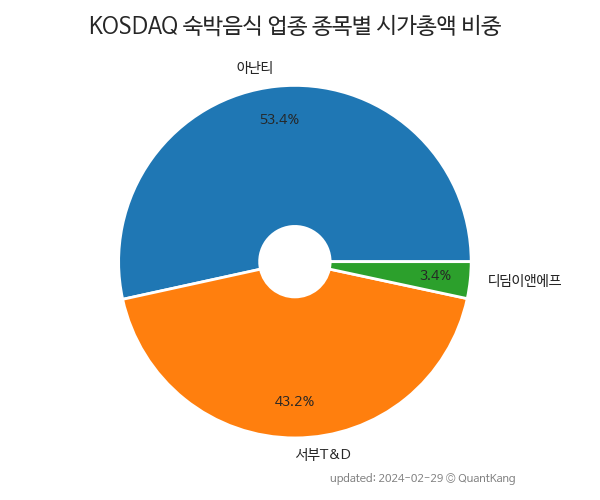 KOSDAQ 숙박음식 업종 종목별 시가총액 비중
아난티
53.4%
3.4%
디딤이앤에프
43.2%
서부T&D
updated: 2024-02-29 © QuantKang